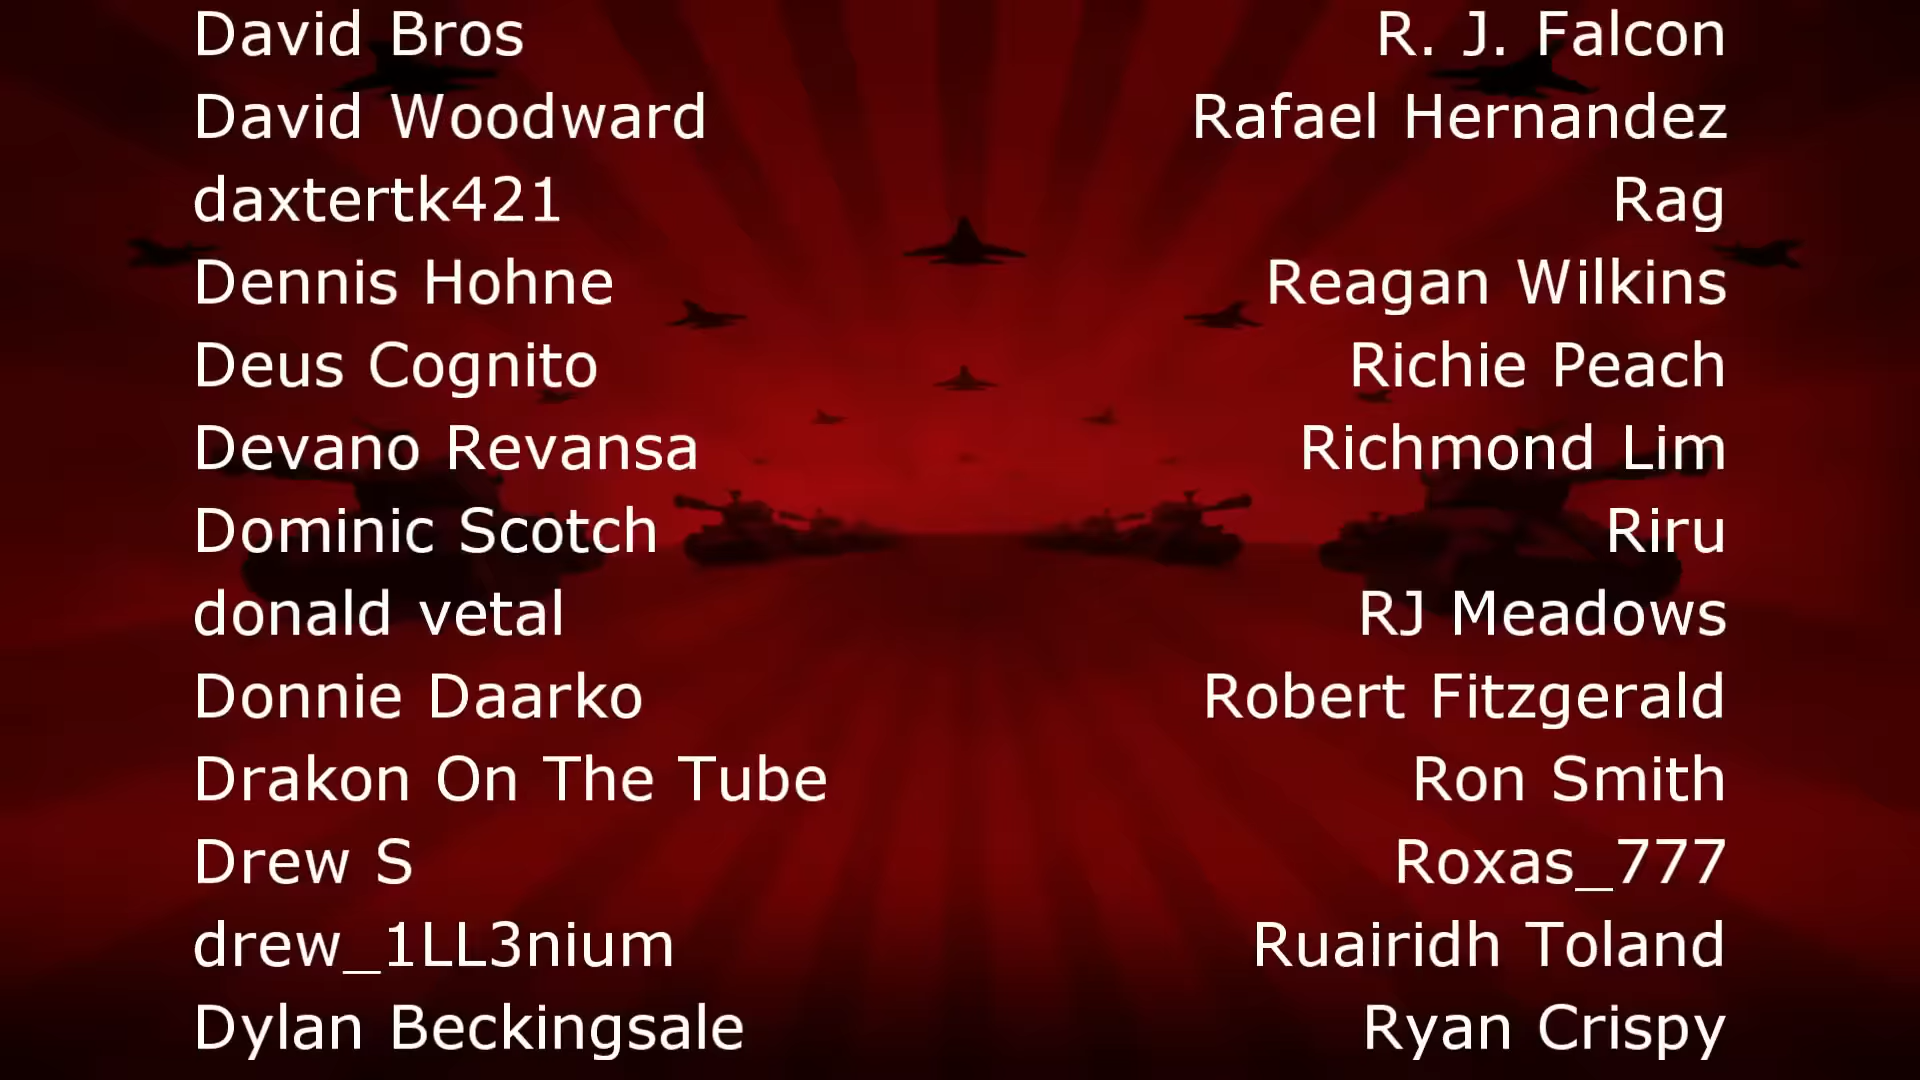 David Bros
David Woodward
daxtertk421
Dennis Hohne
Deus Cognito
Devano Revansa
Dominic Scotch
donald vetal
Donnie Daarko
Drakon On The Tube
Drew S
drew_1LL3nium
Dylan Beckingsale
R. J. Falcon
Rafael Hernandez
Rag
Reagan Wilkins
Richie Peach
Richmond Lim
Riru
RJ Meadows
Robert Fitzgerald
Ron Smith
Roxas_777
Ruairidh Toland
Ryan Crispy